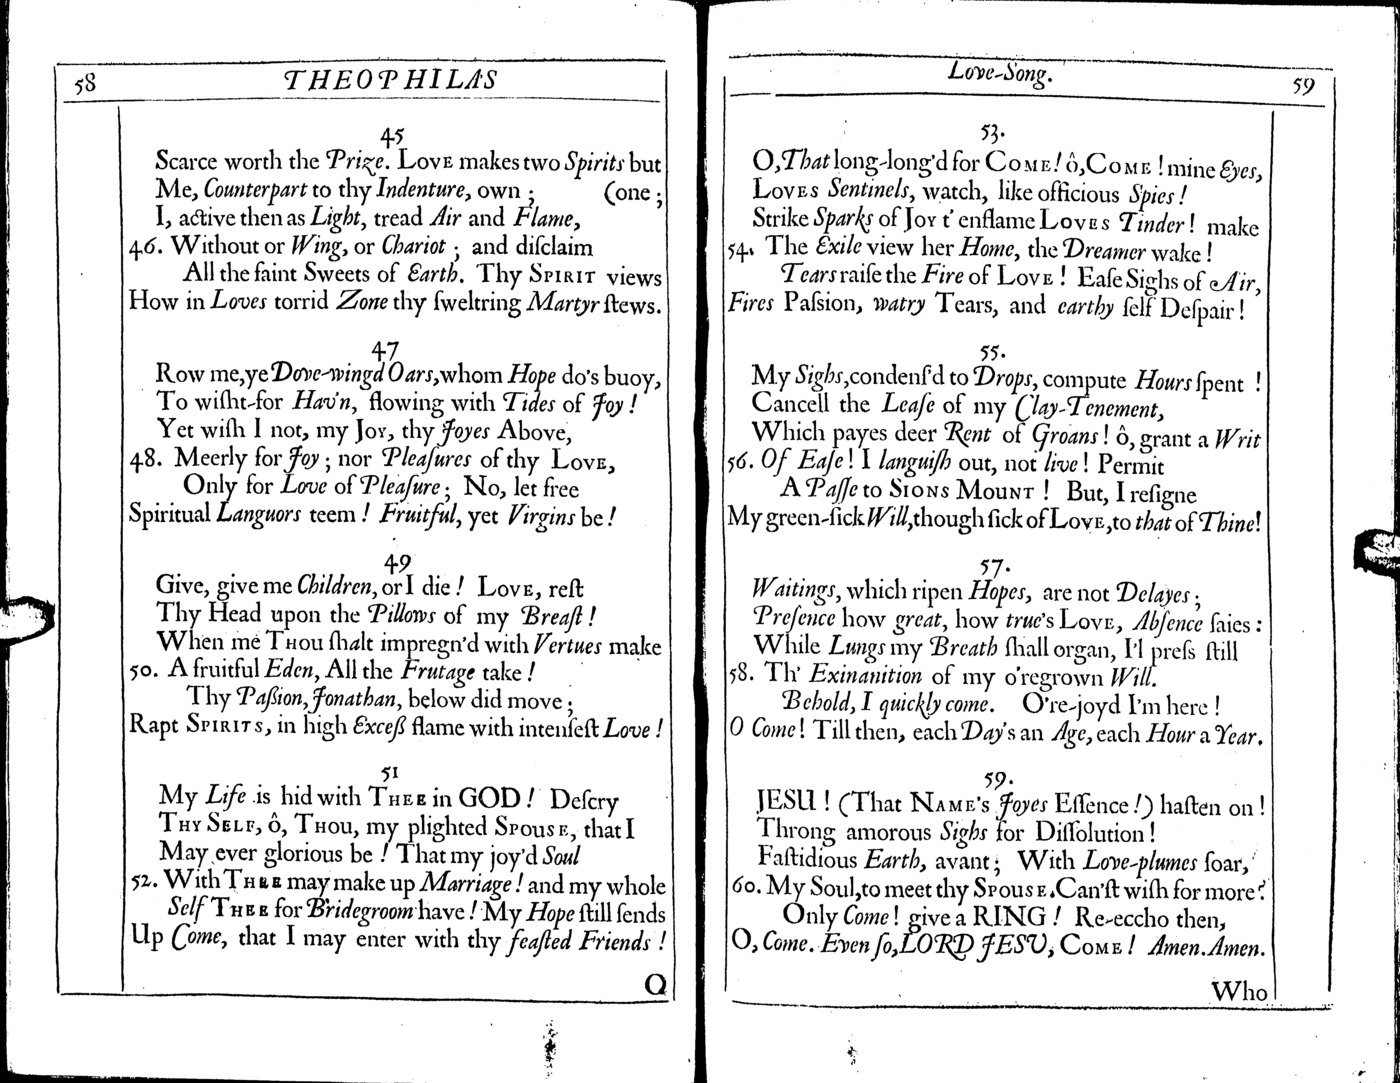 58
THEOPHILAS
45
Scarce worth the Prize. LOVE makes two Spirits but
Me, Counterpart to thy Indenture, own ; (one ;
I, active then as Light, tread Air and Flame,
46. Without or Wing, or Chariot ; and diſclaim
All the faint Sweets of Earth. Thy SPIRIT views
How in Loves torrid Zone thy ſweltring Martyr ſtews.
47
Row me, ye Dove-wingd Oars, whom Hope do's buoy,
To wiſht-for Hav'n, flowing with Tides of Joy !
Yet wiſh I not, my JOY, thy Joyes Above,
48. Meerly for Joy ; nor Pleaſures of thy LOVE,
Only for Love of Pleaſure ; No, let free
Spiritual Languors teem ! Fruitful, yet Virgins be !
49
Give, give me Children, or I die ! LOVE, reſt
Thy Head upon the Pillows of my Breaſt !
When me THOU ſhalt impregn'd with Vertues make
50. A fruitful Eden, All the Frutage take !
Thy Paſsion, Jonathan, below did move ;
Rapt SPIRITS, in high Exceß flame with intenſeſt Love !
51
My Life is hid with THEE in GOD ! Deſcry
THY SELF, ô, THOU, my plighted SPOUSE, that I
May ever glorious be ! That my joy'd Soul
52. With THEE may make up Marriage ! and my whole
Self THEE for Bridegroom have ! My Hope ſtill ſends
Up Come, that I may enter with thy feaſted Friends !
Q
Love-Song.
59
53.
O, That long-long'd for COME ! ô, COME ! mine Eyes,
LOVES Sentinels, watch, like officious Spies !
Strike Sparks of JOY t' enflame LOVES Tinder ! make
54. The Exile view her Home, the Dreamer wake !
Tears raiſe the Fire of LOVE ! Eaſe Sighs of Air,
Fires Paſsion, watry Tears, and earthy ſelf Deſpair !
55.
My Sighs, condenſ'd to Drops, compute Hours ſpent !
Cancell the Leaſe of my Clay-Tenement,
Which payes deer Rent of Groans ! ô, grant a Writ
56. Of Eaſe ! I languiſh out, not live ! Permit
A Paſſe to SIONS MOUNT ! But, I reſigne
My green-ſick Will, though ſick of LOVE, to that of Thine!
57.
Waitings, which ripen Hopes, are not Delayes ;
Preſence how great, how true's LOVE, Abſence ſaies :
While Lungs my Breath ſhall organ, I'l preſs ſtill
58. Th' Exinanition of my o'regrown Will.
Behold, I quickly come. O're-joyd I'm here !
O Come! Till then, each Day's an Age, each Hour a Year.
59.
JESU ! (That NAME'S Joyes Eſſence !) haſten on !
Throng amorous Sighs for Diſſolution !
Faſtidious Earth, avant ; With Love-plumes ſoar,
60. My Soul, to meet thy SPOUSE. Can'ſt wiſh for more?
Only Come ! give a RING ! Re-eccho then,
O, Come. Even ſo, LORD JESU, COME ! Amen. Amen.
Who